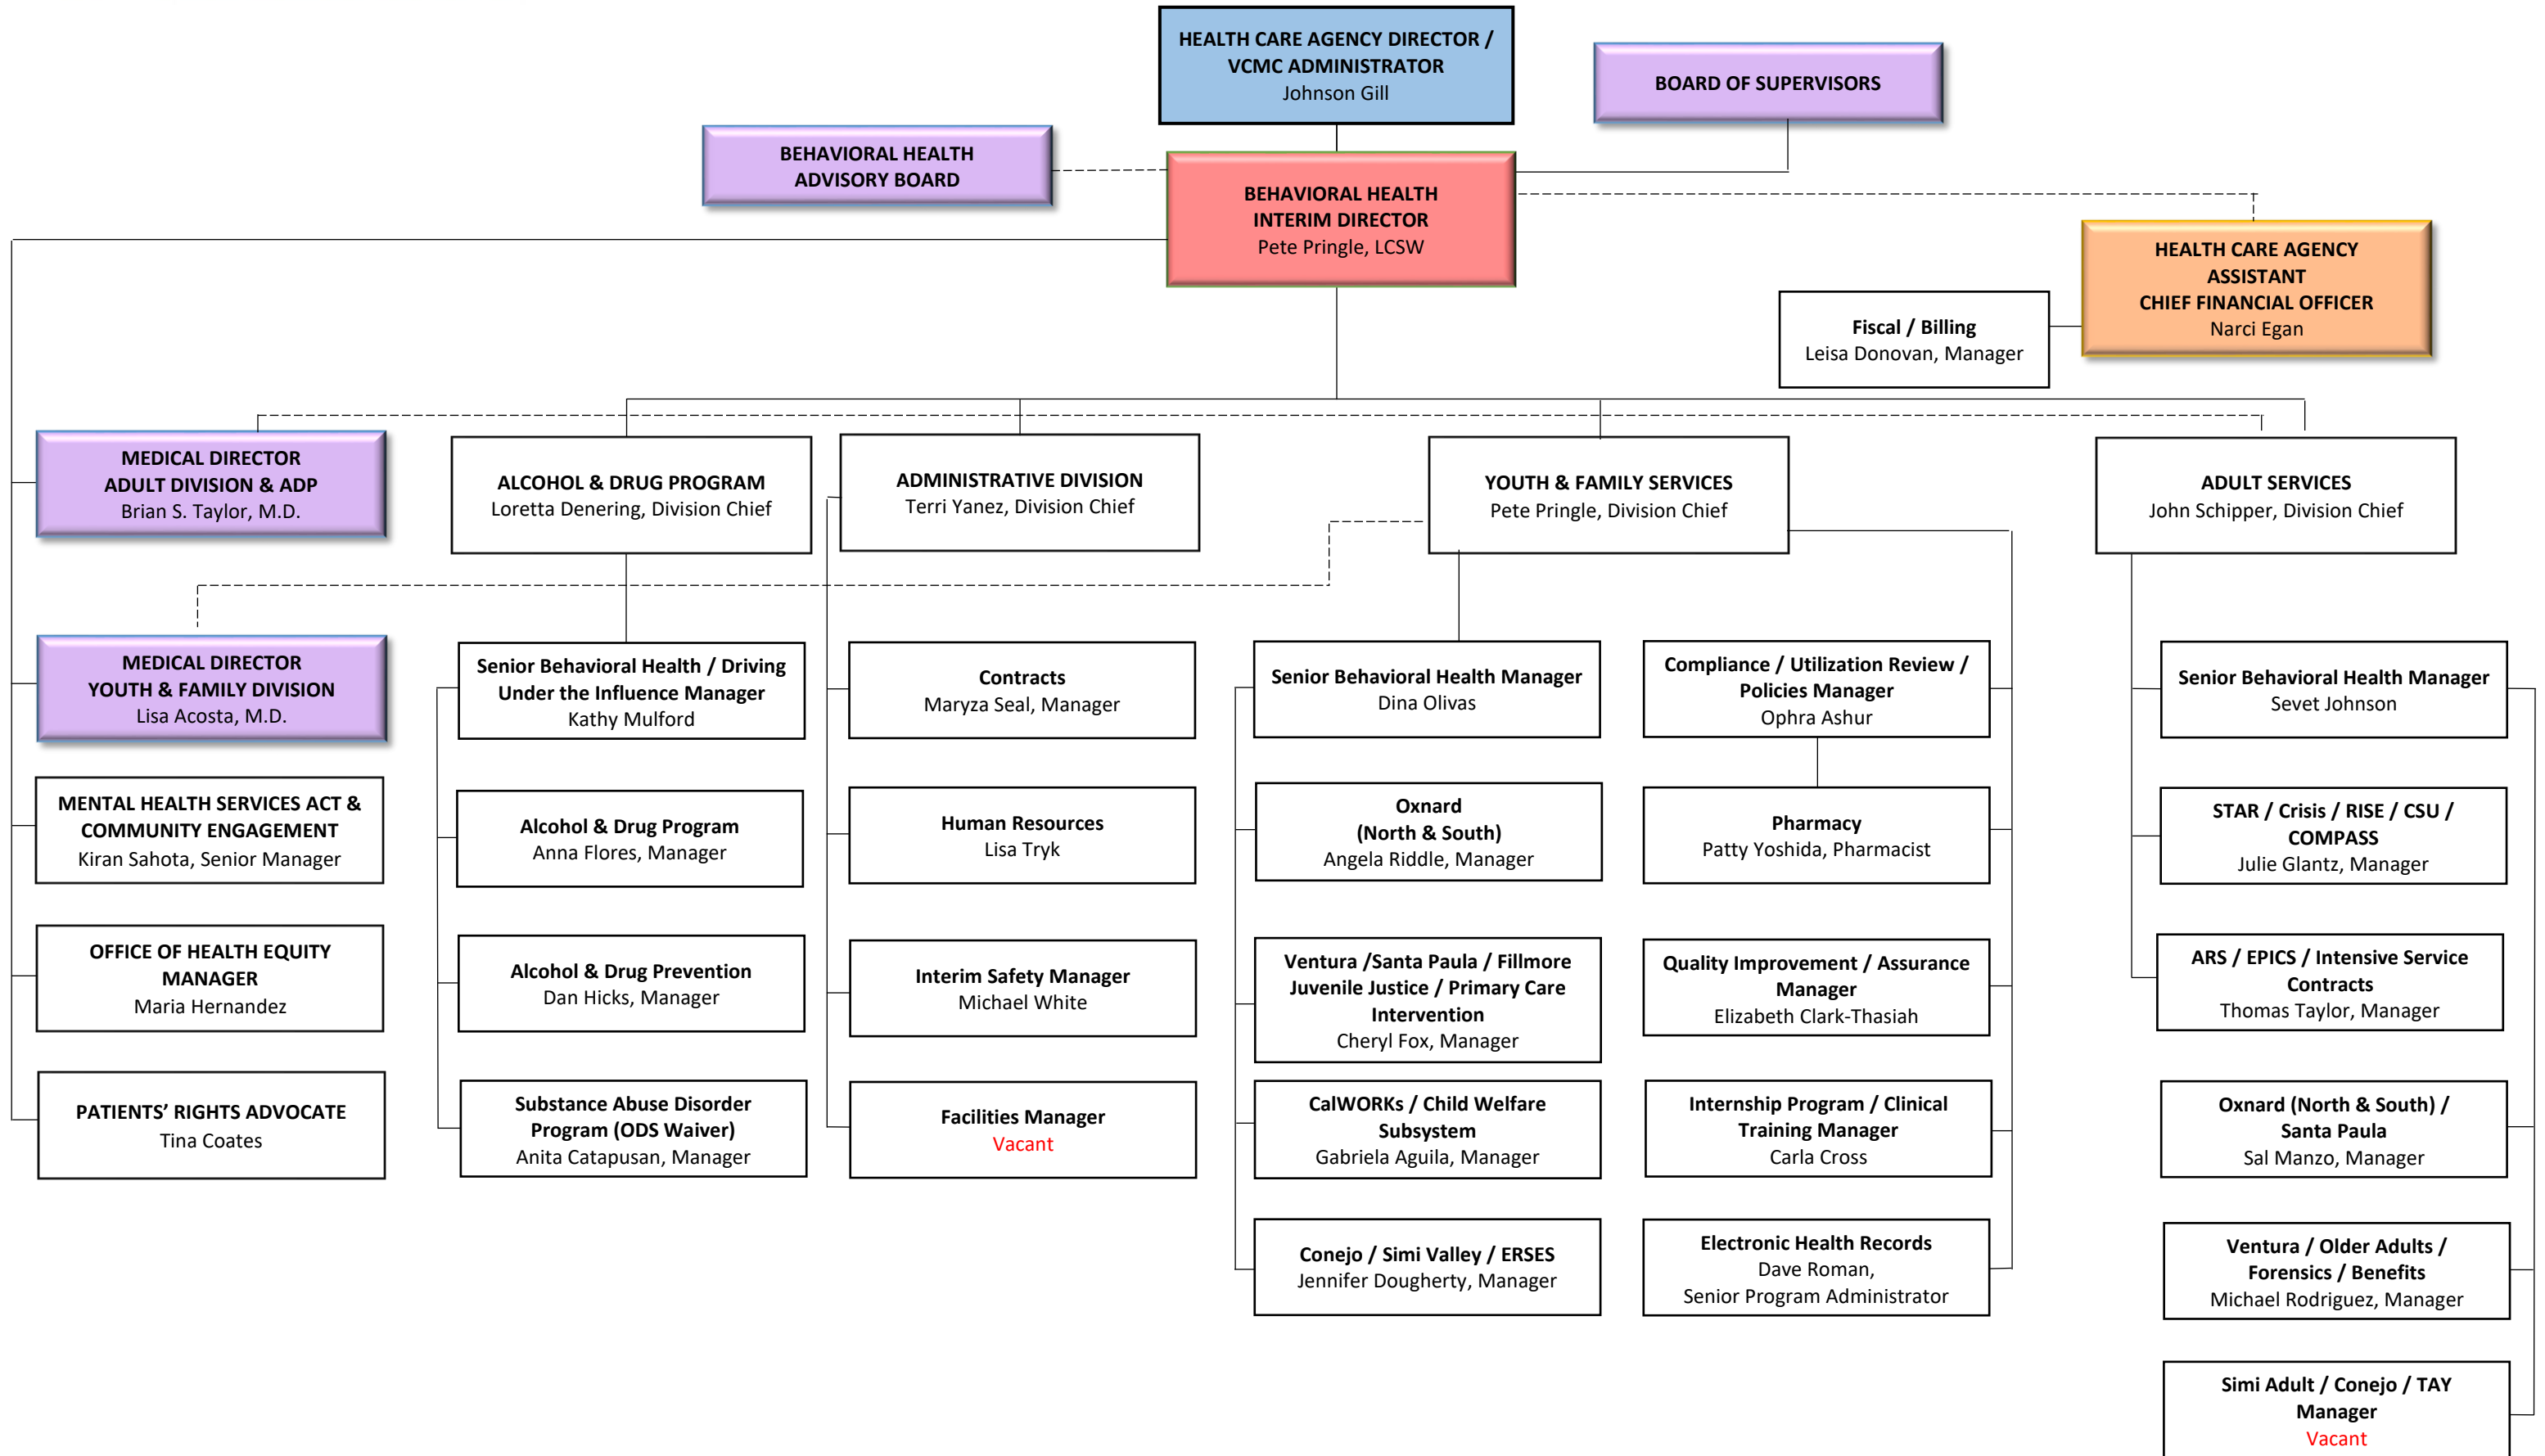 HEALTH CARE AGENCY DIRECTOR /
VCMC ADMINISTRATOR
Johnson Gill
BOARD OF SUPERVISORS
BEHAVIORAL HEALTH
ADVISORY BOARD
BEHAVIORAL HEALTH
INTERIM DIRECTOR
Pete Pringle, LCSW
HEALTH CARE AGENCY
ASSISTANT
CHIEF FINANCIAL OFFICER
Narci Egan
Fiscal / Billing
Leisa Donovan, Manager
MEDICAL DIRECTOR
ADULT DIVISION & ADP
Brian S. Taylor, M.D.
ALCOHOL & DRUG PROGRAM
Loretta Denering, Division Chief
ADMINISTRATIVE DIVISION
Terri Yanez, Division Chief
YOUTH & FAMILY SERVICES
Pete Pringle, Division Chief
ADULT SERVICES
John Schipper, Division Chief
MEDICAL DIRECTOR
YOUTH & FAMILY DIVISION
Lisa Acosta, M.D.
Senior Behavioral Health / Driving
Under the Influence Manager
Kathy Mulford
Contracts
Maryza Seal, Manager
Senior Behavioral Health Manager
Dina Olivas
Compliance / Utilization Review /
Policies Manager
Ophra Ashur
Senior Behavioral Health Manager
Sevet Johnson
MENTAL HEALTH SERVICES ACT &
COMMUNITY ENGAGEMENT
Kiran Sahota, Senior Manager
Alcohol & Drug Program
Anna Flores, Manager
Human Resources
Lisa Tryk
Oxnard
(North & South)
Angela Riddle, Manager
Pharmacy
Patty Yoshida, Pharmacist
STAR / Crisis / RISE / CSU /
COMPASS
Julie Glantz, Manager
OFFICE OF HEALTH EQUITY
MANAGER
Maria Hernandez
Alcohol & Drug Prevention
Dan Hicks, Manager
Interim Safety Manager
Michael White
Ventura /Santa Paula / Fillmore
Juvenile Justice / Primary Care
Intervention
Cheryl Fox, Manager
Quality Improvement / Assurance
Manager
Elizabeth Clark-Thasiah
ARS / EPICS / Intensive Service
Contracts
Thomas Taylor, Manager
PATIENTS’ RIGHTS ADVOCATE
Tina Coates
Substance Abuse Disorder
Program (ODS Waiver)
Anita Catapusan, Manager
Facilities Manager
Vacant
CalWORKs / Child Welfare
Subsystem
Gabriela Aguila, Manager
Internship Program / Clinical
Training Manager
Carla Cross
Oxnard (North & South) /
Santa Paula
Sal Manzo, Manager
Conejo / Simi Valley / ERSES
Jennifer Dougherty, Manager
Electronic Health Records
Dave Roman,
Senior Program Administrator
Ventura / Older Adults /
Forensics / Benefits
Michael Rodriguez, Manager
Simi Adult / Conejo / TAY
Manager
Vacant